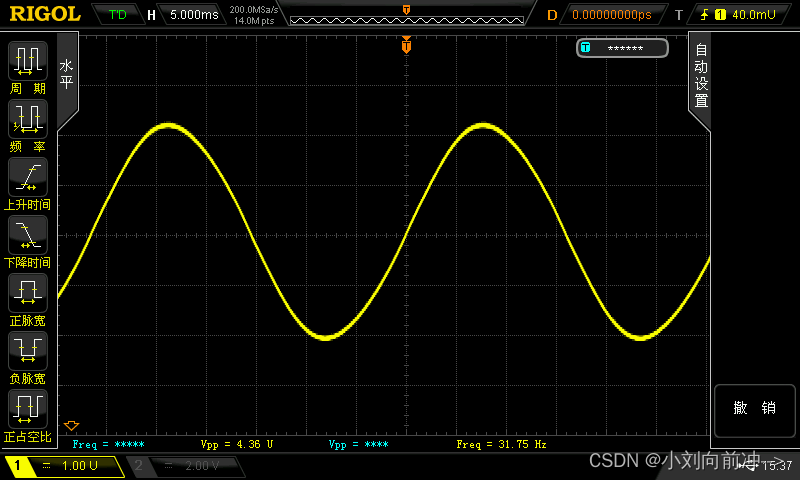 RIGOL T'D H 5.000ms 200.0MSa/s 14.0M pts T D 0.00000000ps T 1 40.0mU
T ******
水平
自动设置
周 期
频 率
上升时间
下降时间
正脉宽
负脉宽
正占空比
撤 销
T
Freq = ***** Vpp = 4.36 U Vpp = **** Freq = 31.75 Hz
1 1.00 U 2 2.00 U
CSDN @小刘向前冲 15:37